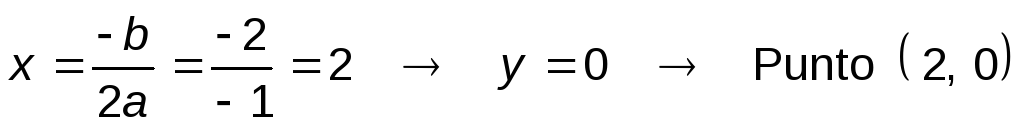 x = -b/2a = -2/-1 = 2 → y = 0 → Punto (2, 0)